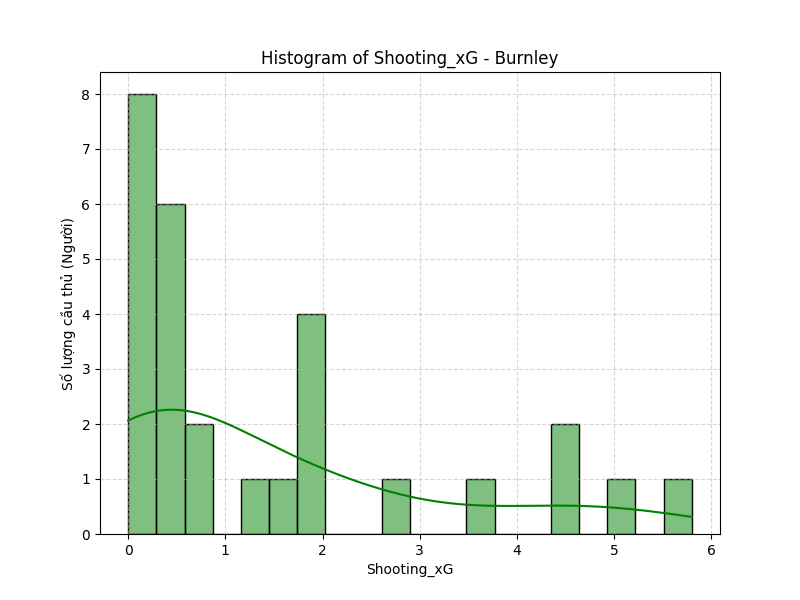 Histogram of Shooting_xG - Burnley
Số lượng cầu thủ (Người)
8
7
6
5
4
3
2
1
0
0 1 2 3 4 5 6
Shooting_xG